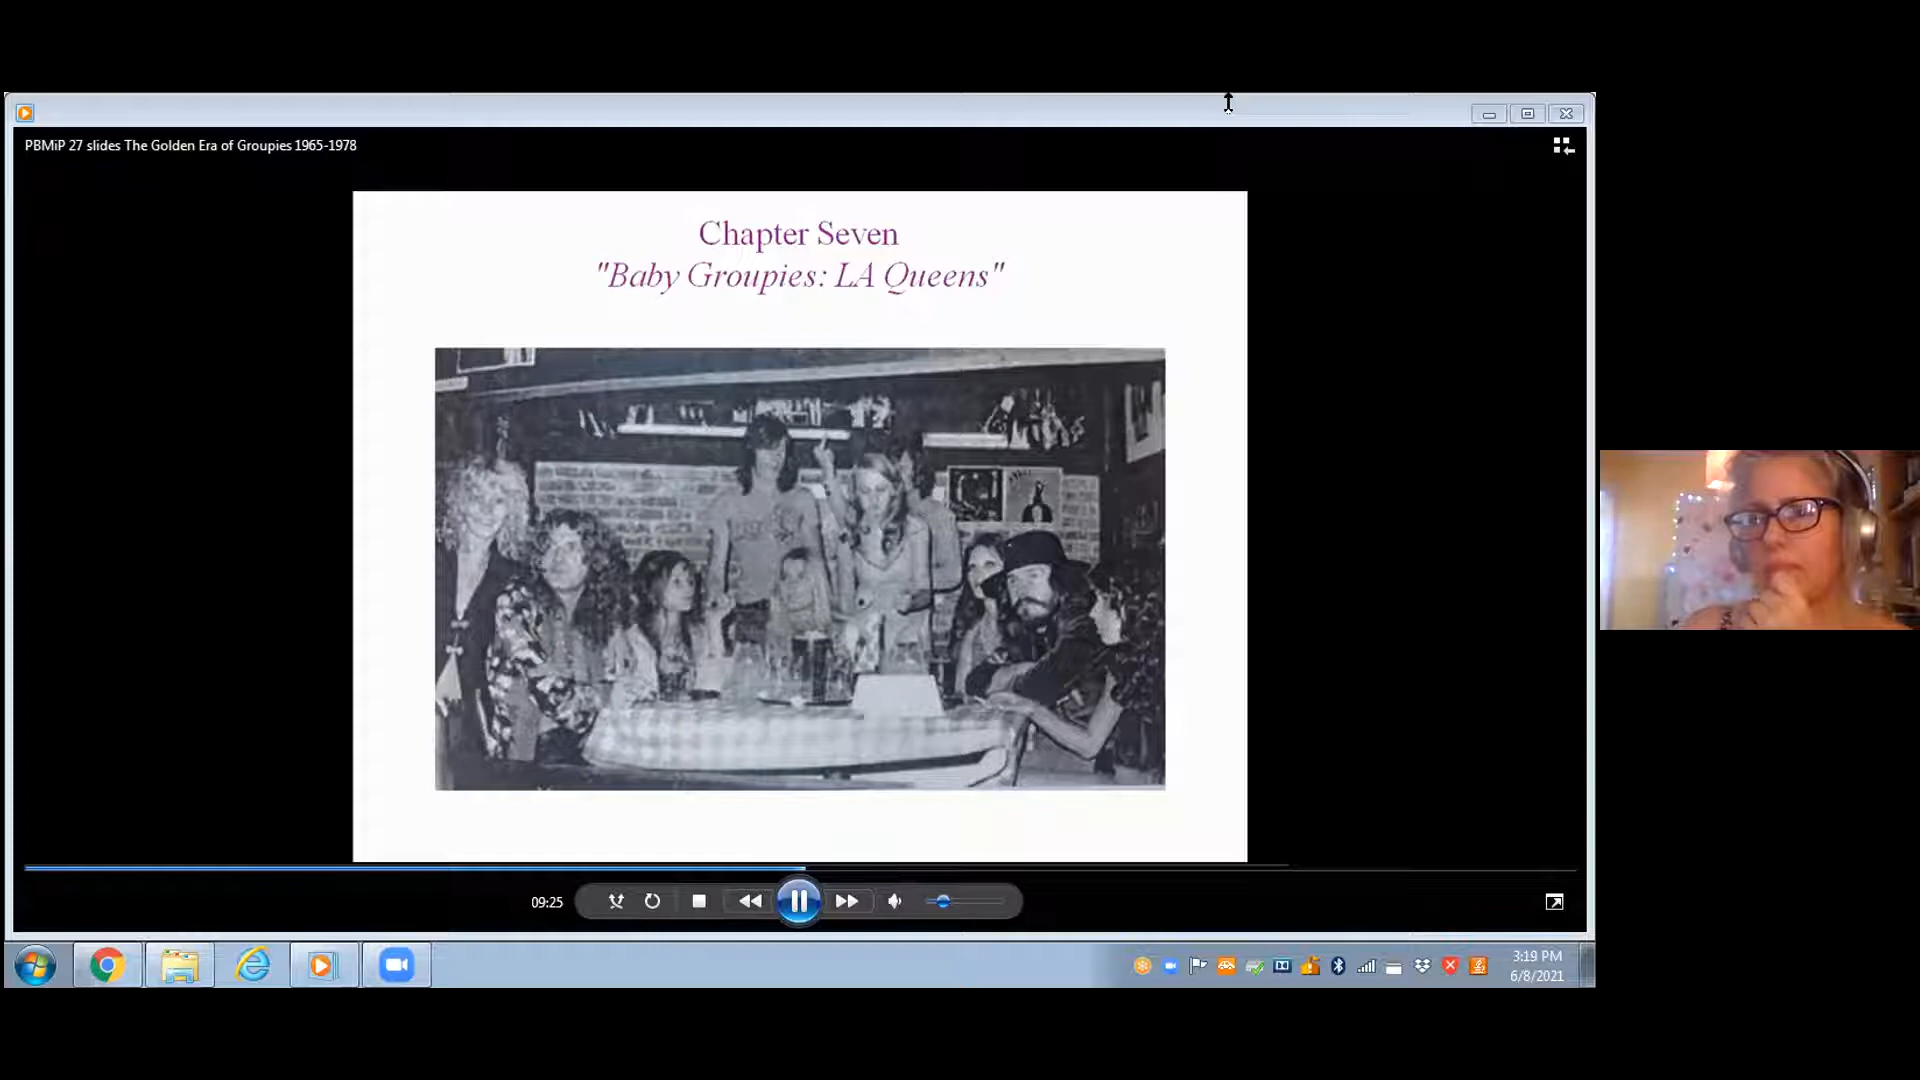 PBMiP 27 slides The Golden Era of Groupies 1965-1978
Chapter Seven
"Baby Groupies: LA Queens"
09:25
3:19 PM
6/8/2021